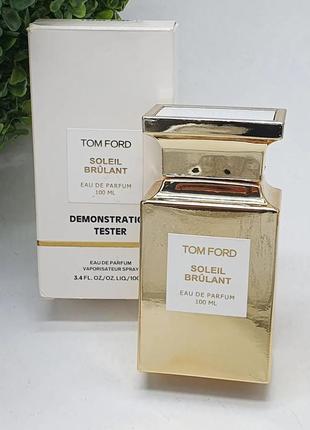 TOM FORD
SOLEIL
BRÛLANT
EAU DE PARFUM
100 ML
DEMONSTRATIO
TESTER
EAU DE PARFUM
VAPORISATEUR SPRAY
3.4 FL. OZ/OZ.LIQ/100
TOM FORD
SOLEIL
BRÛLANT
EAU DE PARFUM
100 ML